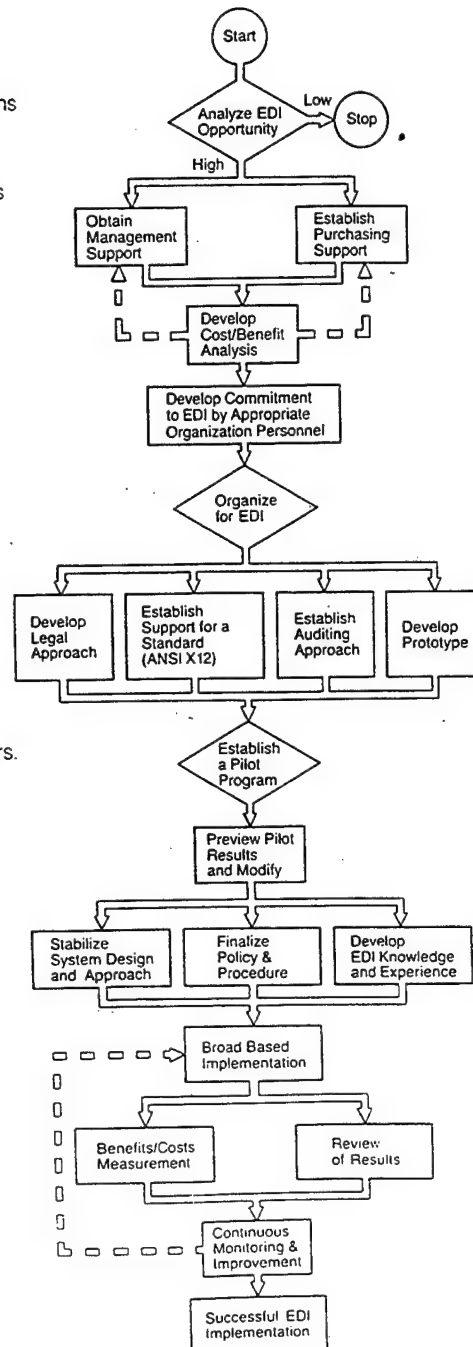 Start
ns
Analyze EDI
Opportunity
Low
Stop
High
s
Obtain
Management
Support
Establish
Purchasing
Support
Develop
Cost/Benefit
Analysis
Develop Commitment
to EDI by Appropriate
Organization Personnel
Organize
for EDI
Develop
Legal
Approach
Establish
Support for a
Standard
(ANSI X12)
Establish
Auditing
Approach
Develop
Prototype
rs.
Establish
a Pilot
Program
Preview Pilot
Results
and Modify
Stabilize
System Design
and Approach
Finalize
Policy &
Procedure
Develop
EDI Knowledge
and Experience
Broad Based
Implementation
Benefits/Costs
Measurement
Review
of Results
Continuous
Monitoring &
Improvement
Successful EDI
Implementation